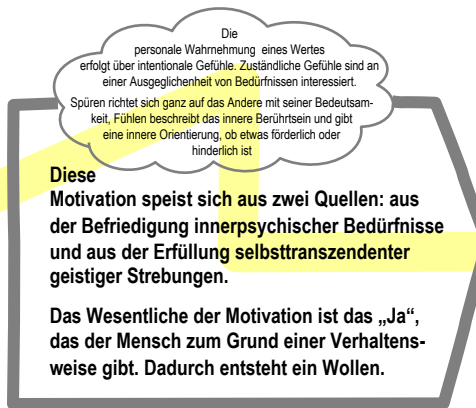 Die
personale Wahrnehmung eines Wertes
erfolgt über intentionale Gefühle. Zuständliche Gefühle sind an
einer Ausgeglichenheit von Bedürfnissen interessiert.
Spüren richtet sich ganz auf das Andere mit seiner Bedeutsam-
keit, Fühlen beschreibt das innere Berührtsein und gibt
eine innere Orientierung, ob etwas förderlich oder
hinderlich ist
Diese
Motivation speist sich aus zwei Quellen: aus
der Befriedigung innerpsychischer Bedürfnisse
und aus der Erfüllung selbsttranszendenter
geistiger Strebungen.
Das Wesentliche der Motivation ist das „Ja“,
das der Mensch zum Grund einer Verhaltens-
weise gibt. Dadurch entsteht ein Wollen.